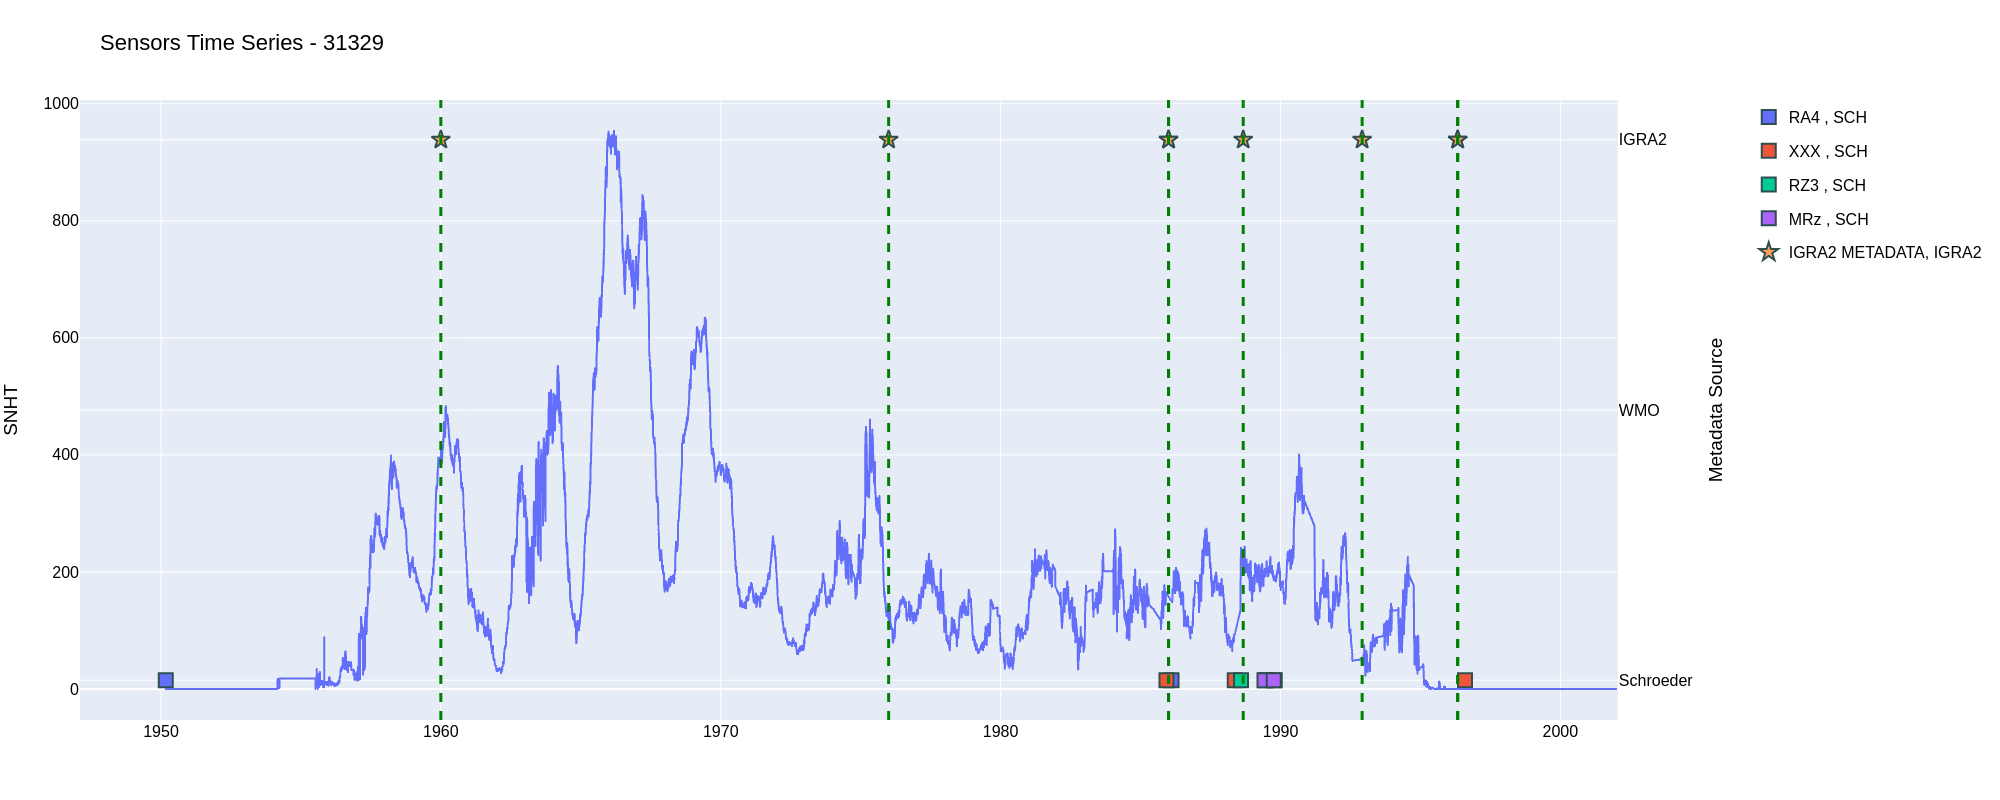 Sensors Time Series - 31329
1000
800
600
400
200
0
SNHT
1950
1960
1970
1980
1990
2000
IGRA2
WMO
Schroeder
Metadata Source
RA4 , SCH
XXX , SCH
RZ3 , SCH
MRz , SCH
IGRA2 METADATA, IGRA2